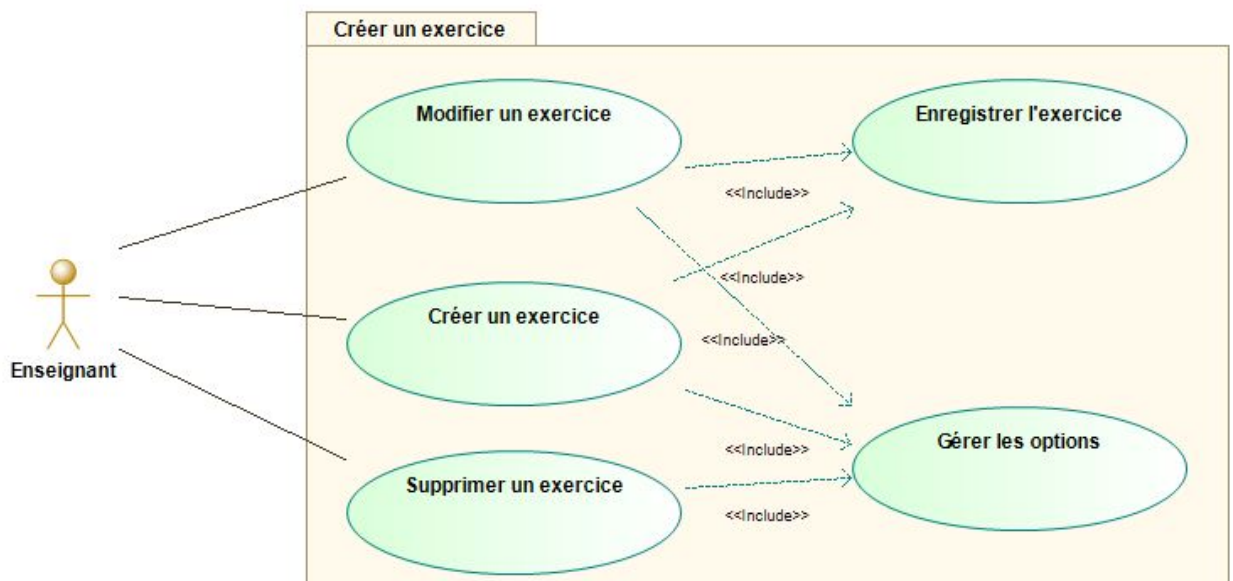 Créer un exercice
Modifier un exercice
Enregistrer l'exercice
<<Include>>
<<Include>>
Créer un exercice
<<Include>>
Enseignant
Gérer les options
<<Include>>
Supprimer un exercice
<<Include>>